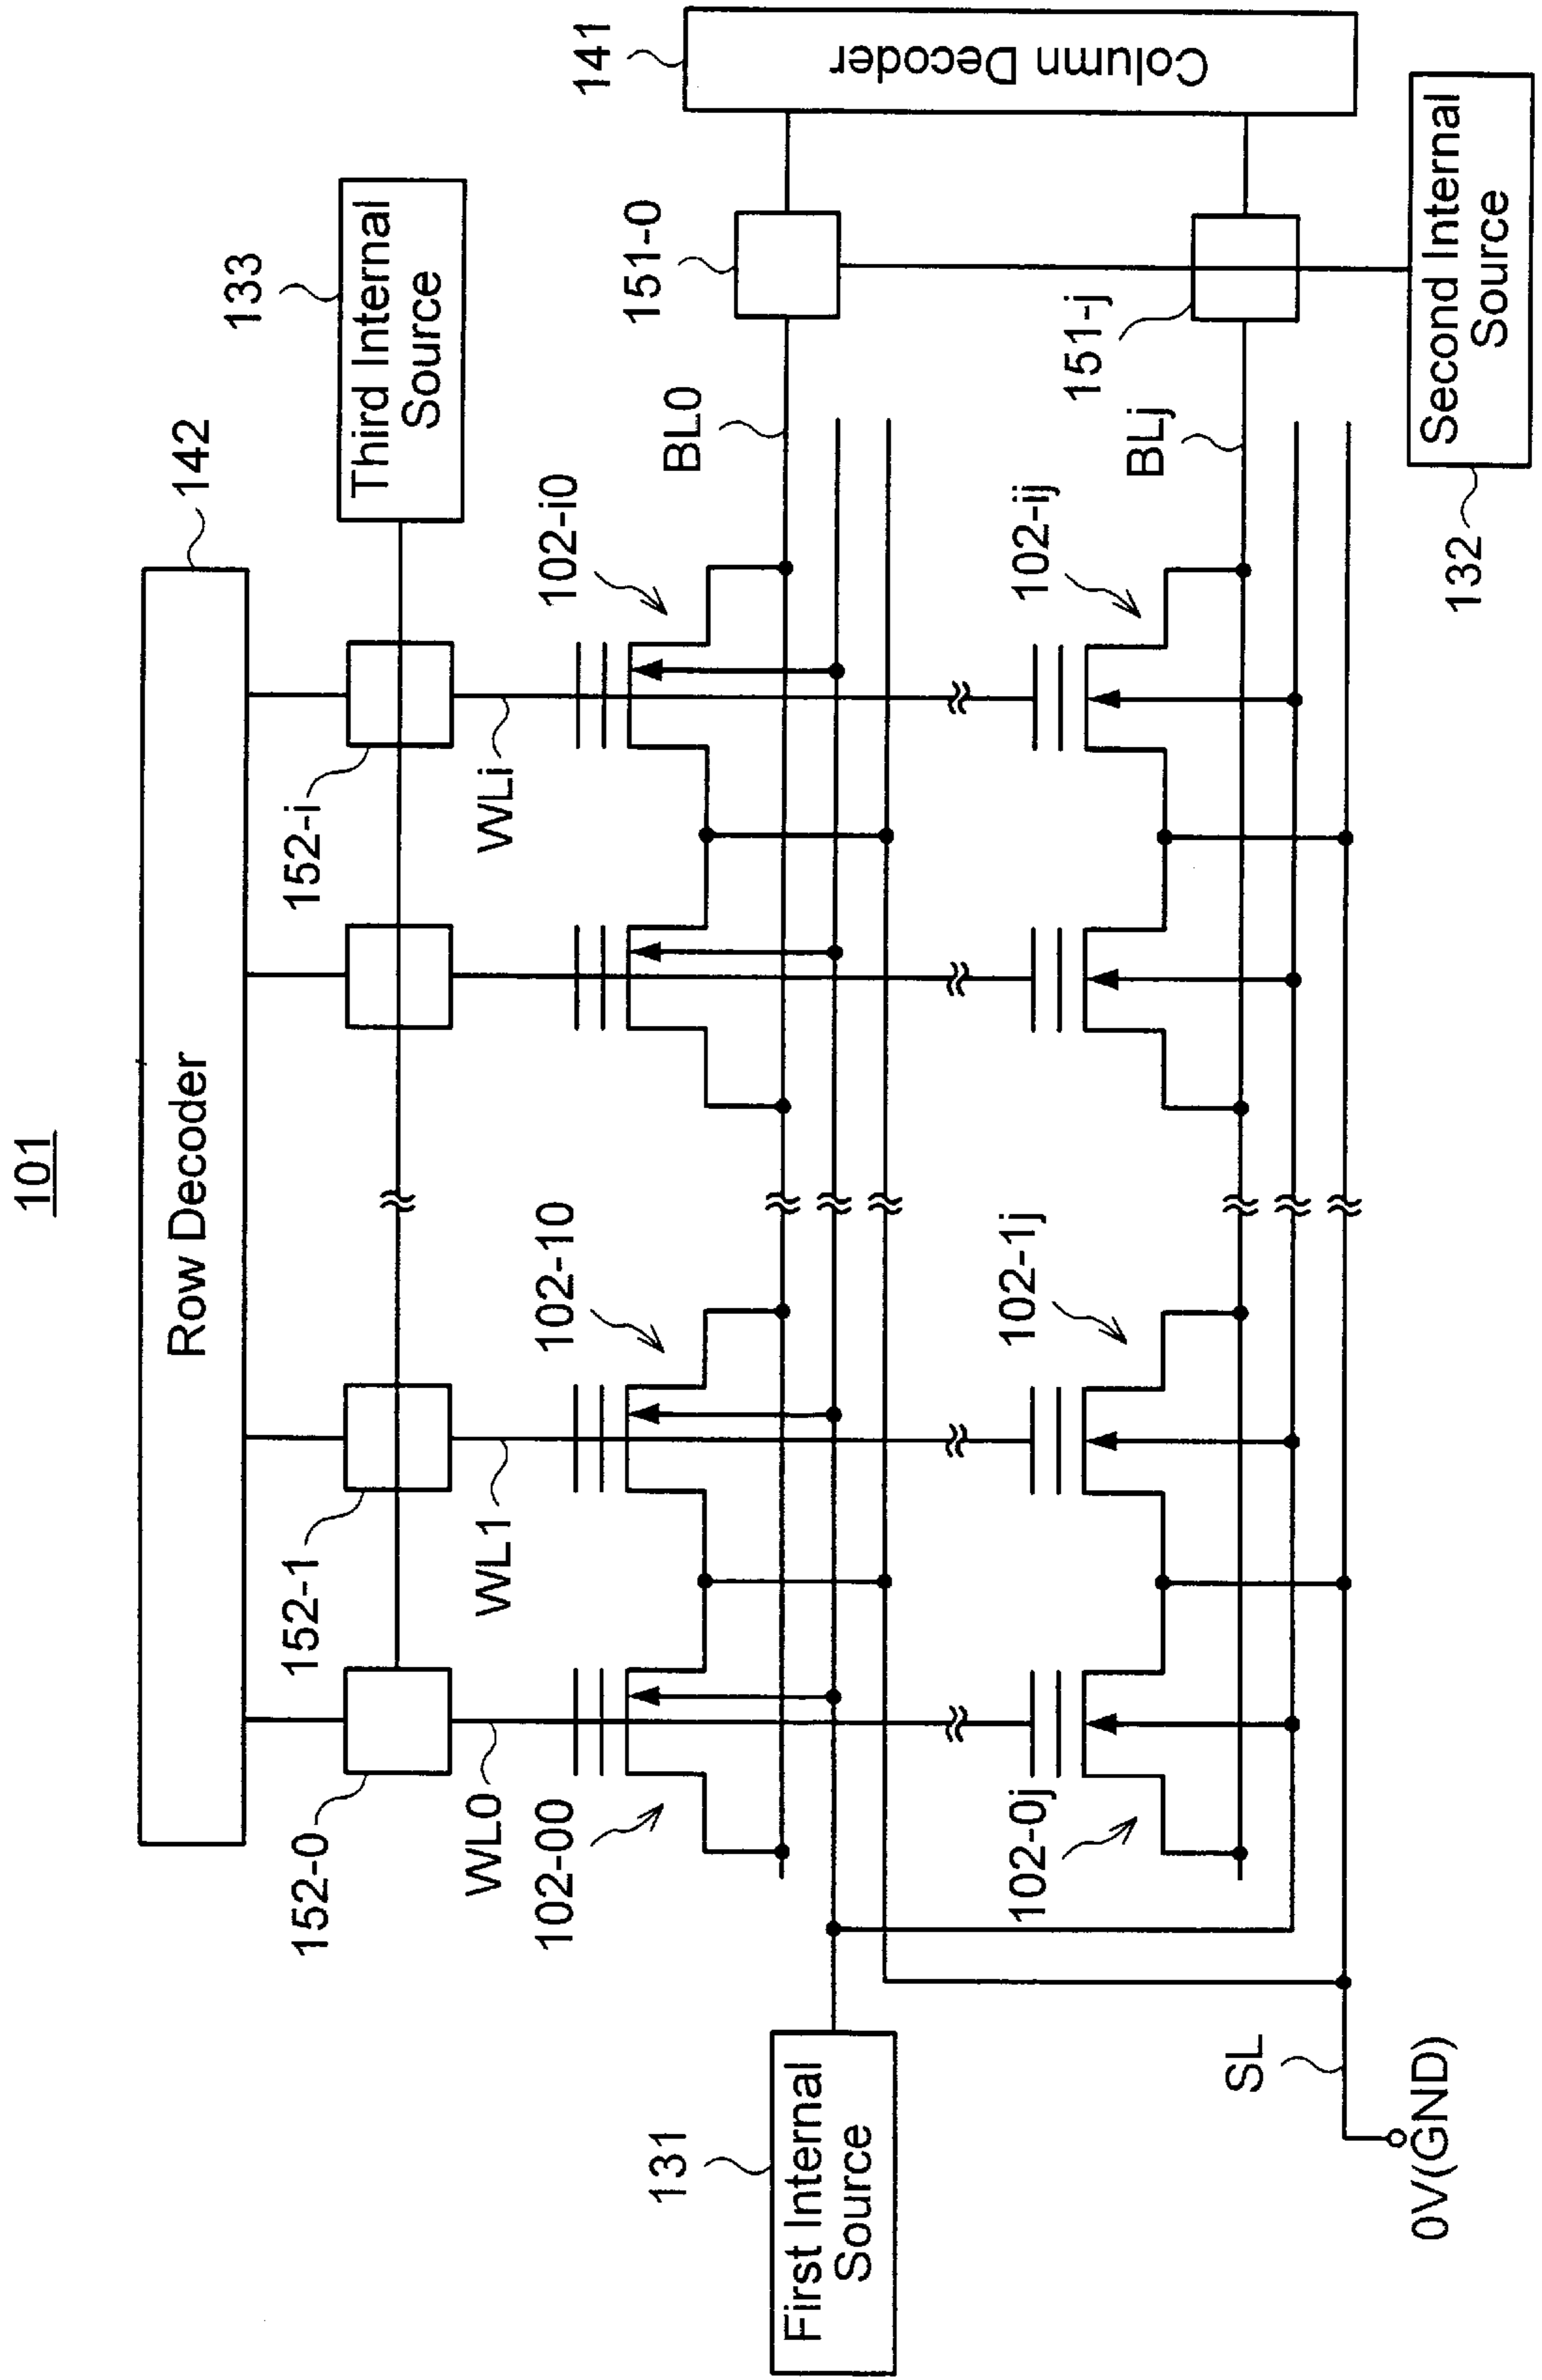 101
Row Decoder
142
Third Internal
Source
133
152-0
152-1
152-i
WL0
WL1
WLi
102-00
102-10
102-i0
BL0
151-0
141
Column Decoder
First Internal
Source
131
102-0j
102-1j
102-ij
BLj
151-j
SL
0V(GND)
132
Second Internal
Source